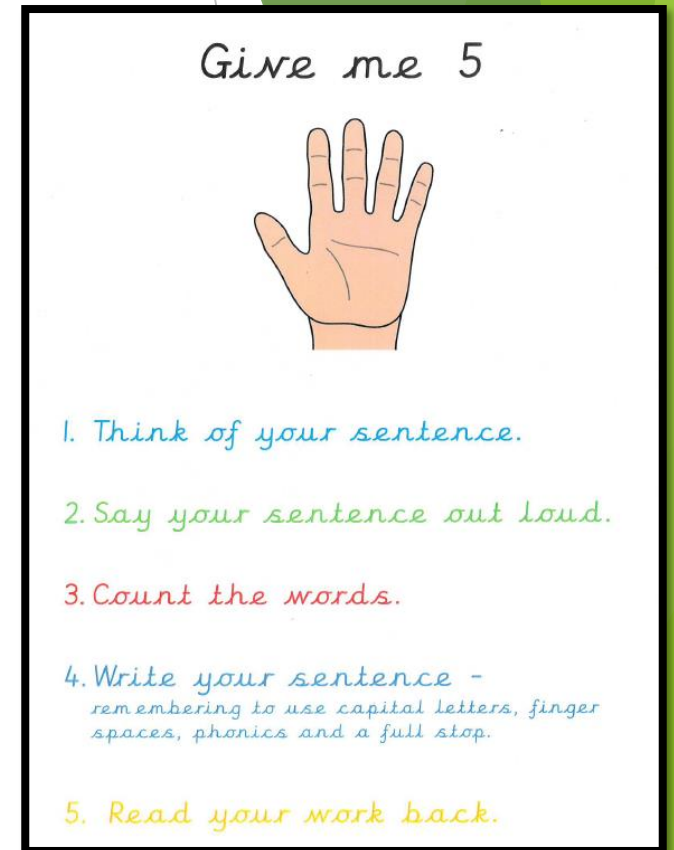 Give me 5
1. Think of your sentence.
2. Say your sentence out loud.
3. Count the words.
4. Write your sentence -
remembering to use capital letters, finger
spaces, phonics and a full stop.
5. Read your work back.